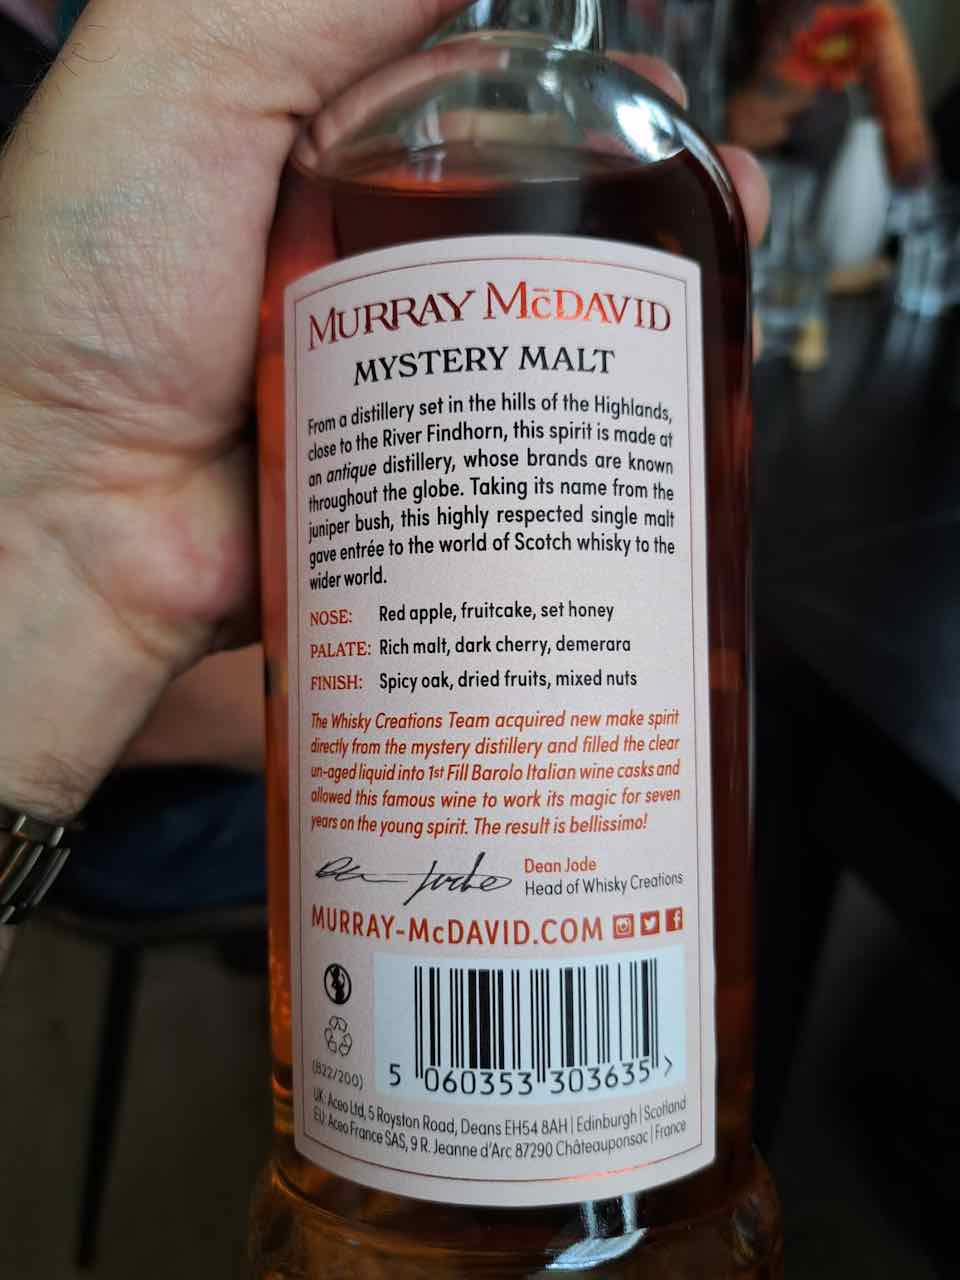 MURRAY McDAVID
MYSTERY MALT
From a distillery set in the hills of the Highlands,
close to the River Findhorn, this spirit is made at
an antique distillery, whose brands are known
throughout the globe. Taking its name from the
juniper bush, this highly respected single malt
gave entrée to the world of Scotch whisky to the
wider world.
NOSE: Red apple, fruitcake, set honey
PALATE: Rich malt, dark cherry, demerara
FINISH: Spicy oak, dried fruits, mixed nuts
The Whisky Creations Team acquired new make spirit
directly from the mystery distillery and filled the clear
un-aged liquid into 1st Fill Barolo Italian wine casks and
allowed this famous wine to work its magic for seven
years on the young spirit. The result is bellissimo!
Dean Jode
Dean Jode
Head of Whisky Creations
MURRAY-McDAVID.COM
5 060353 303635 >
(B22/200)
UK: Aceo Ltd, 5 Royston Road, Deans EH54 8AH | Edinburgh | Scotland
EU: Aceo France SAS, 9 R. Jeanne d'Arc 87290 Châteauponsac | France